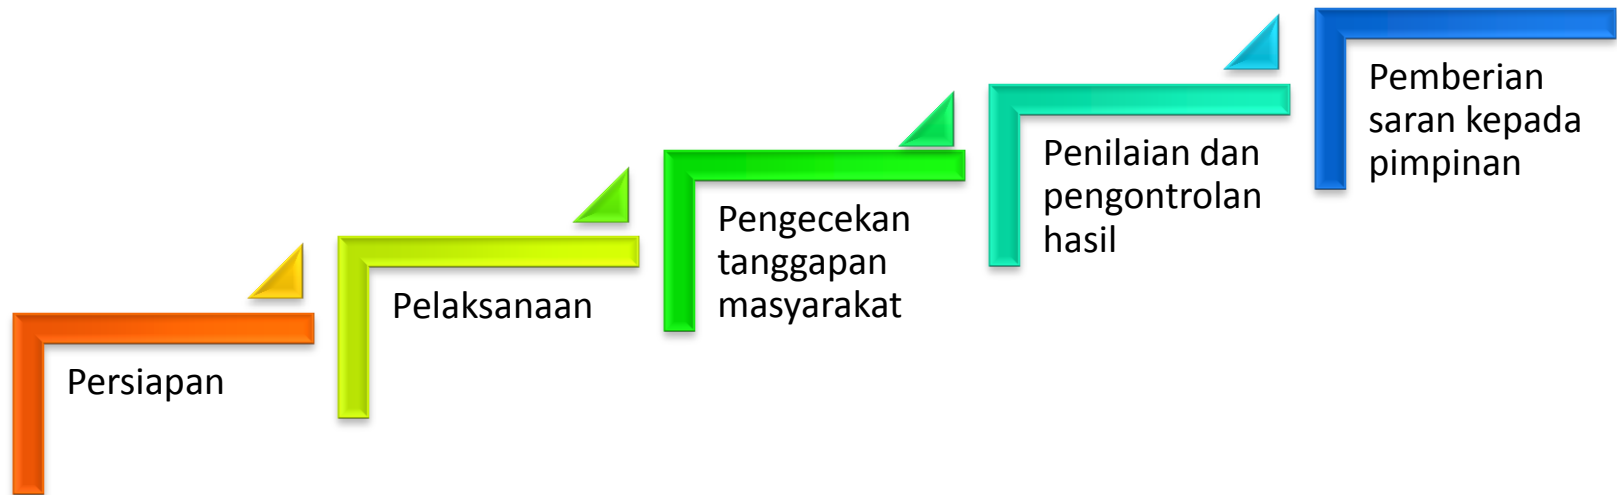 Persiapan
Pelaksanaan
Pengecekan
tanggapan
masyarakat
Penilaian dan
pengontrolan
hasil
Pemberian
saran kepada
pimpinan